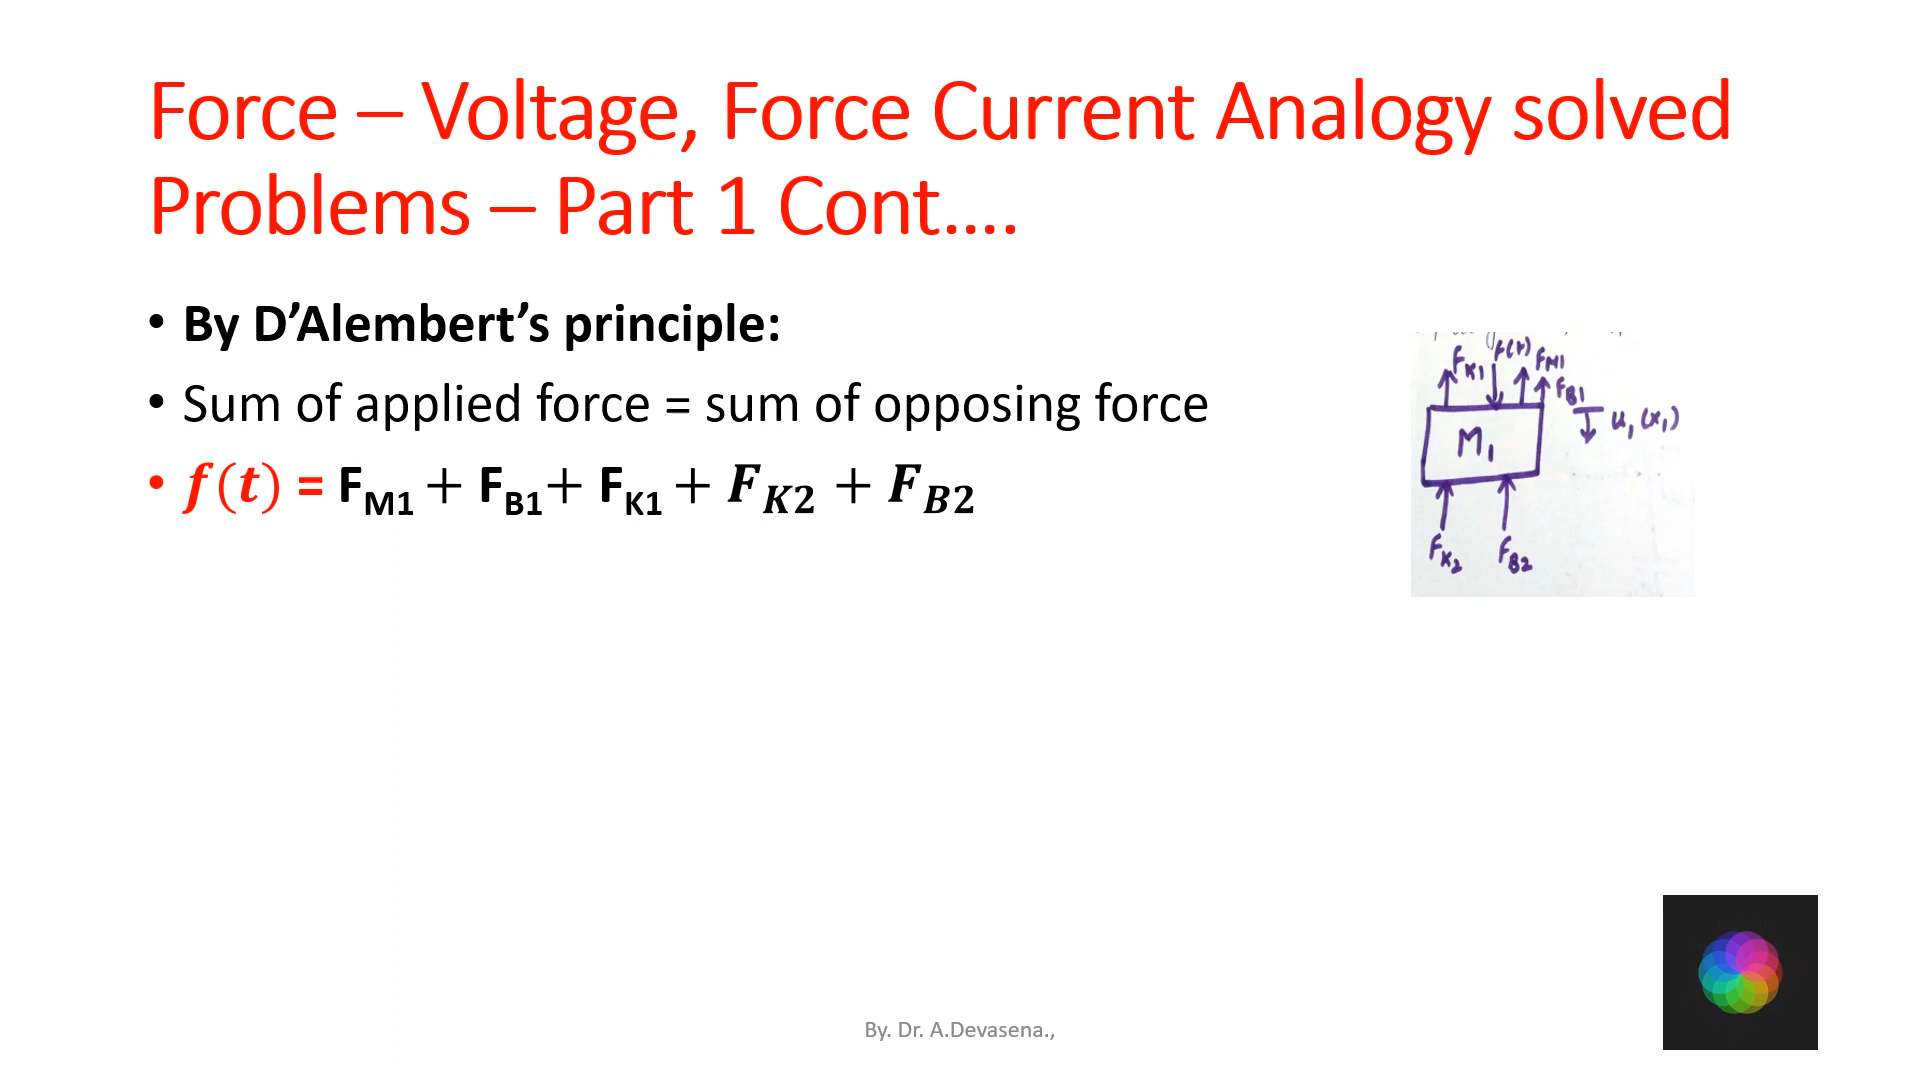 Force – Voltage, Force Current Analogy solved
Problems – Part 1 Cont….
• By D’Alembert’s principle:
• Sum of applied force = sum of opposing force
• f(t) = F_M1 + F_B1 + F_K1 + F_K2 + F_B2
F_K1 f(t) F_M1
F_B1
u₁ (x₁)
M₁
F_K2 F_B2
By. Dr. A.Devasena.,